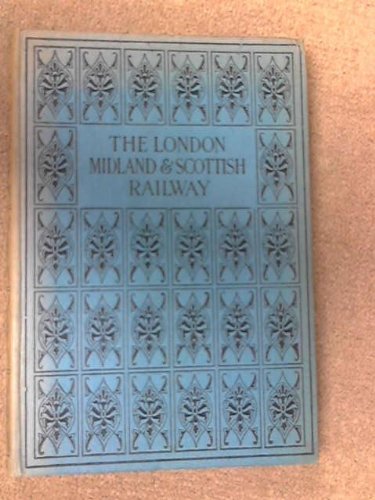 THE LONDON
MIDLAND & SCOTTISH
RAILWAY